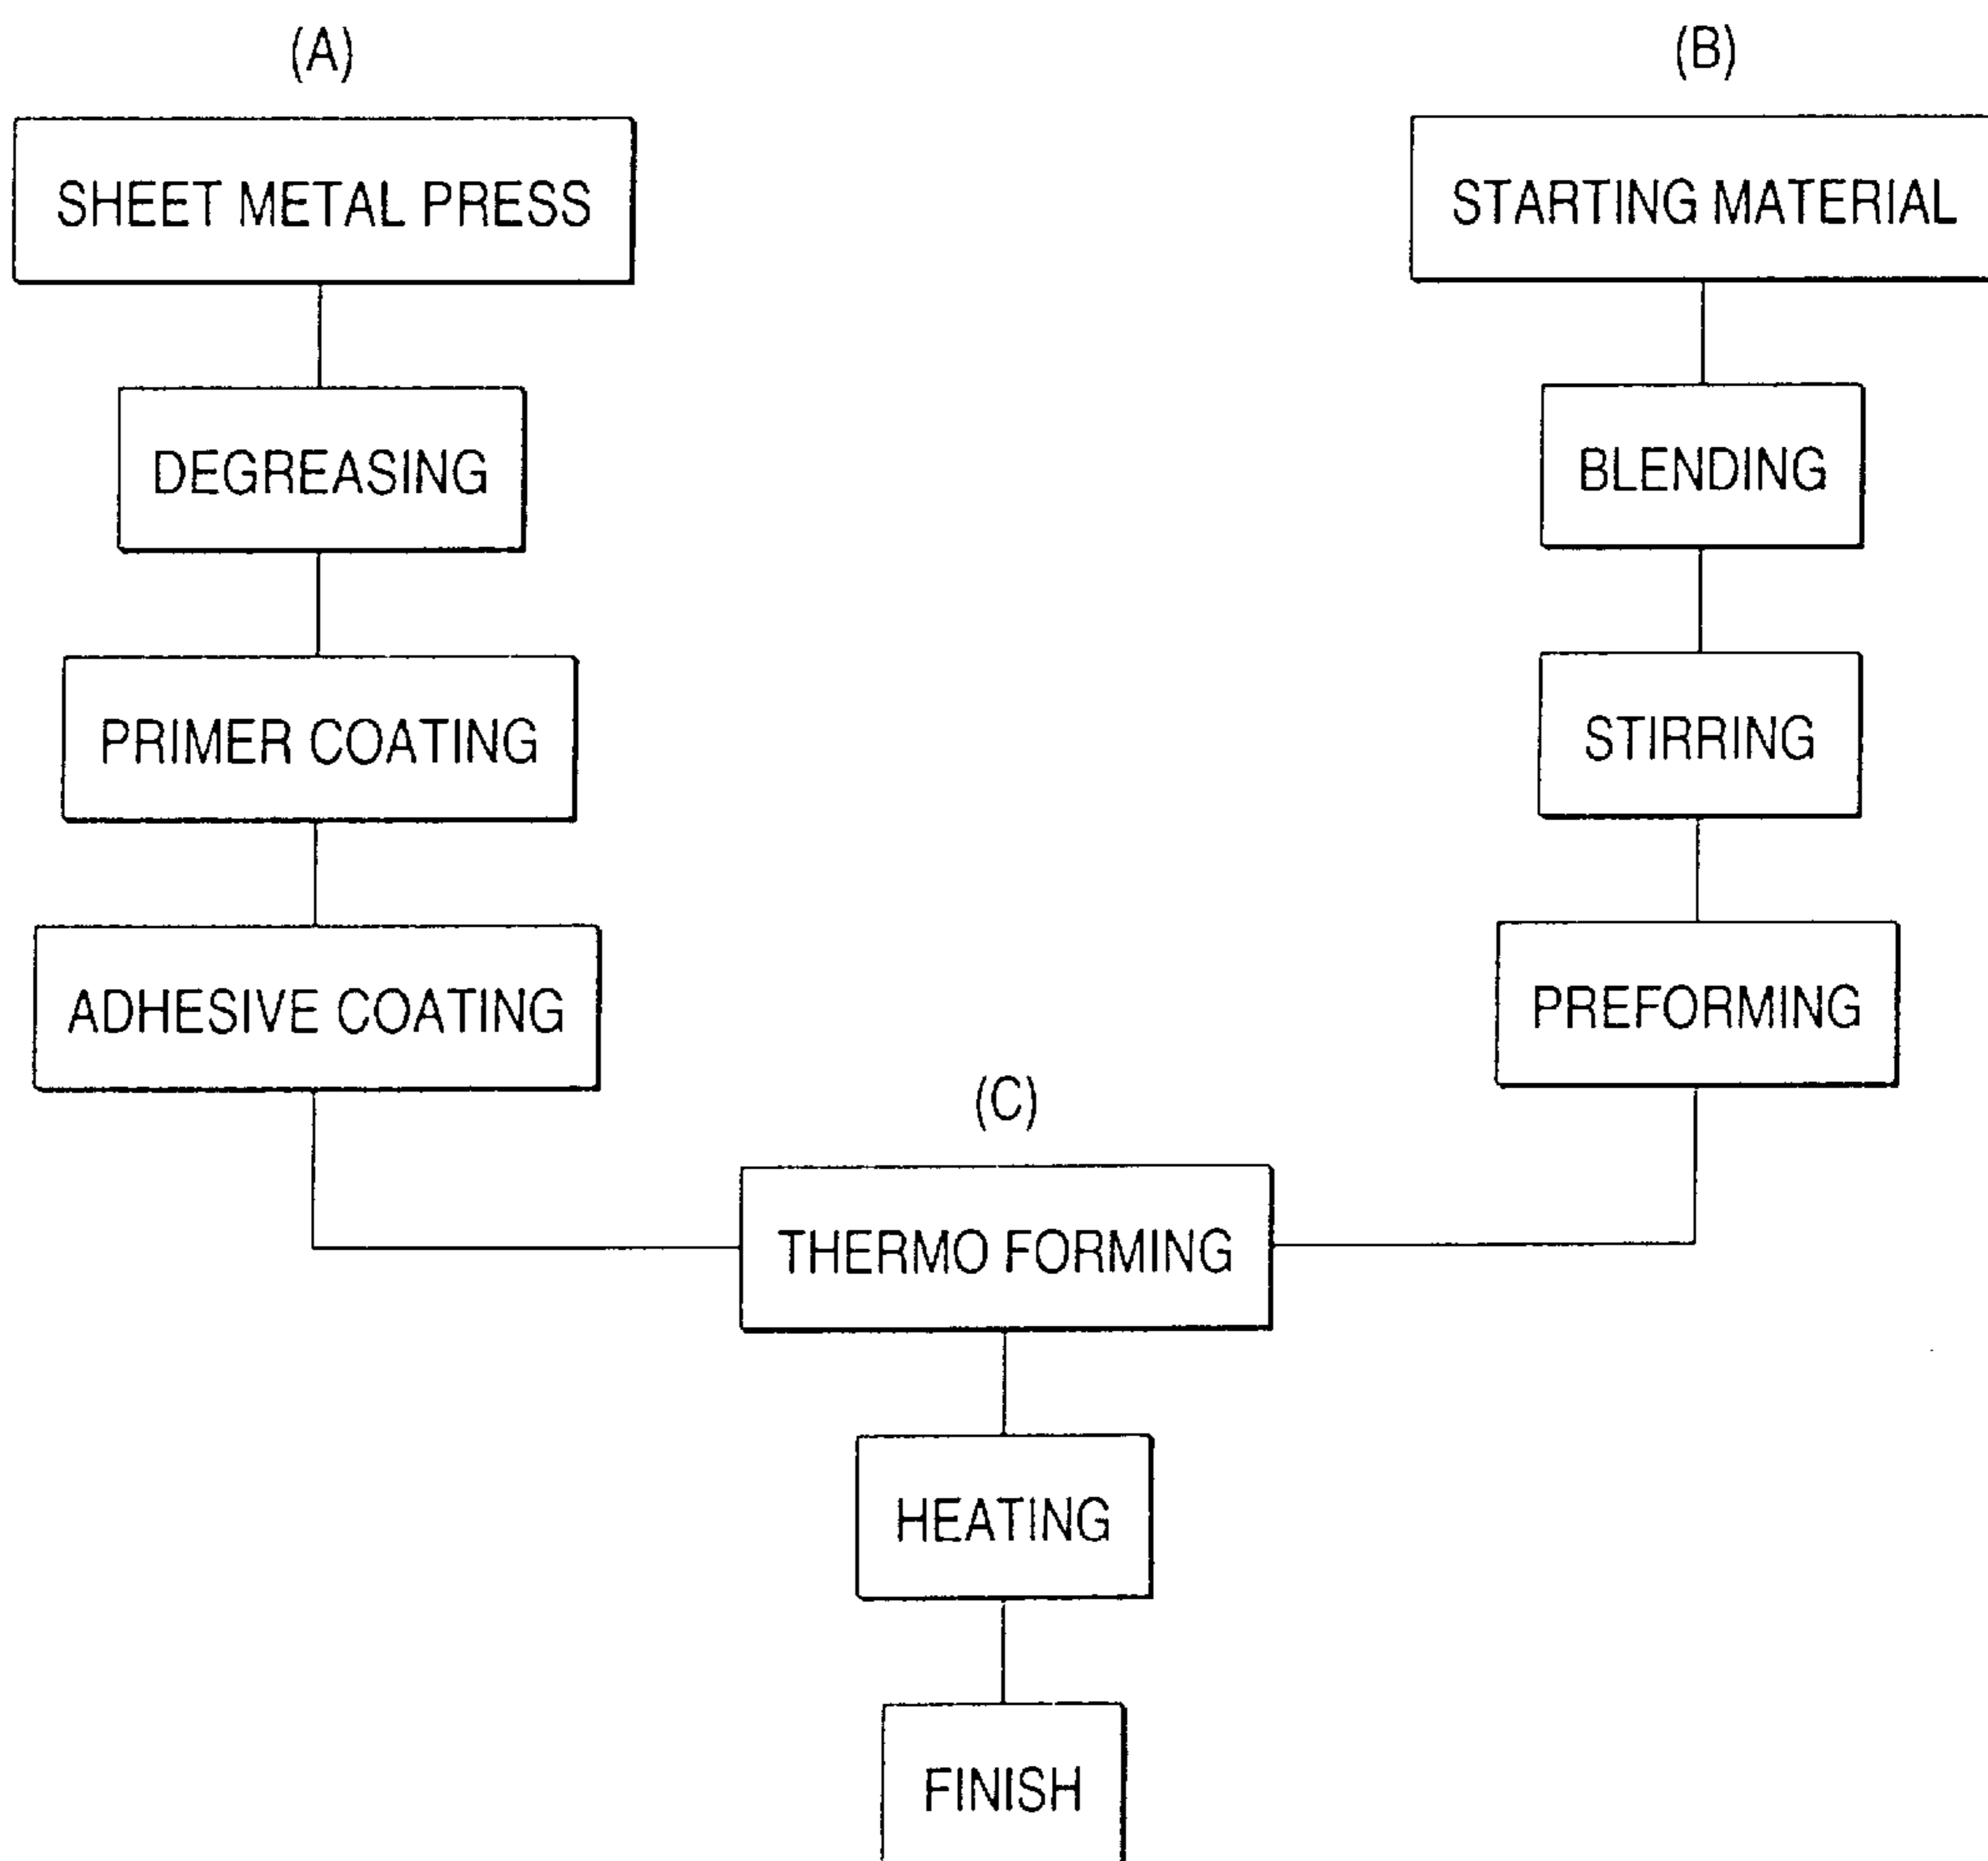 (A)
SHEET METAL PRESS
DEGREASING
PRIMER COATING
ADHESIVE COATING
(B)
STARTING MATERIAL
BLENDING
STIRRING
PREFORMING
(C)
THERMO FORMING
HEATING
FINISH